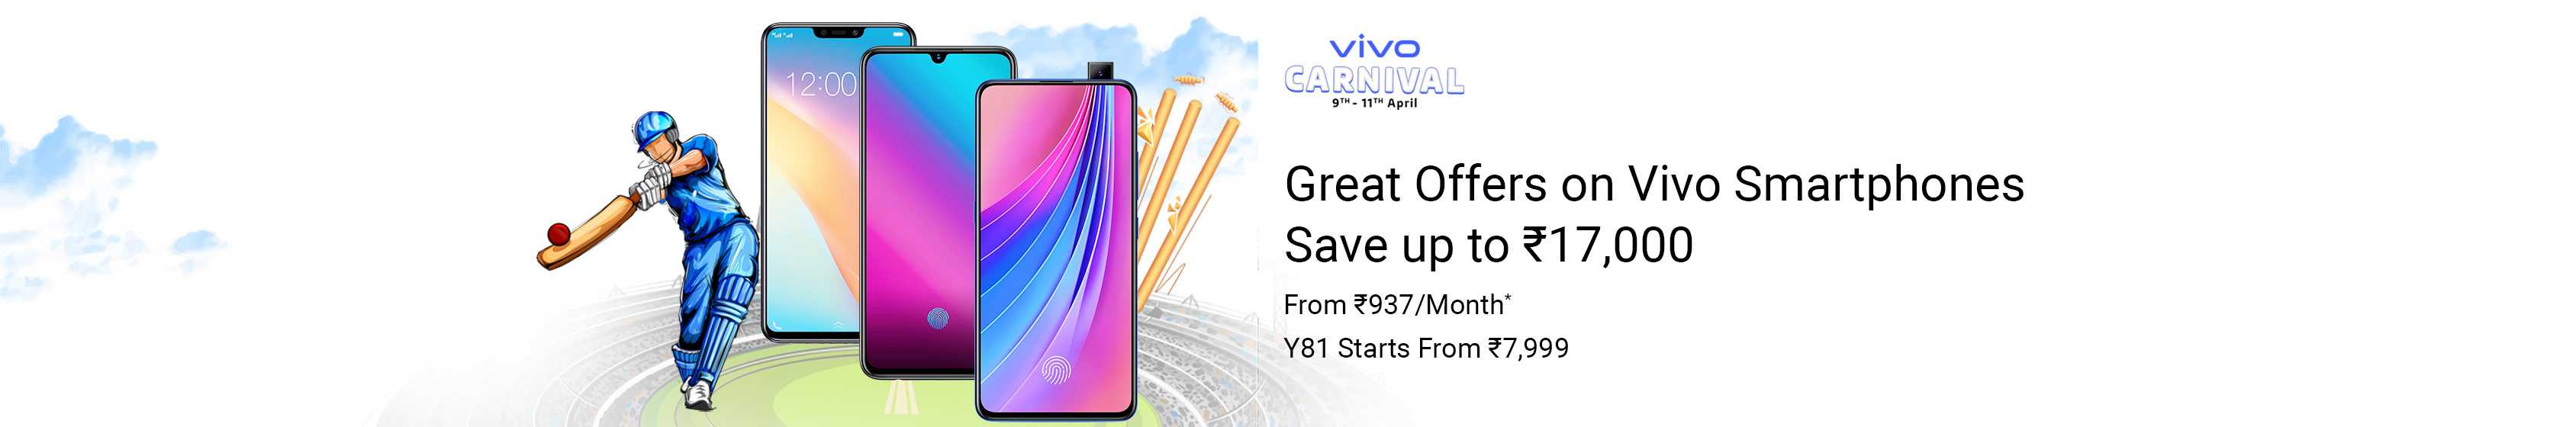 12:00
vivo
CARNIVAL
9TH - 11TH April
Great Offers on Vivo Smartphones
Save up to ₹17,000
From ₹937/Month*
Y81 Starts From ₹7,999